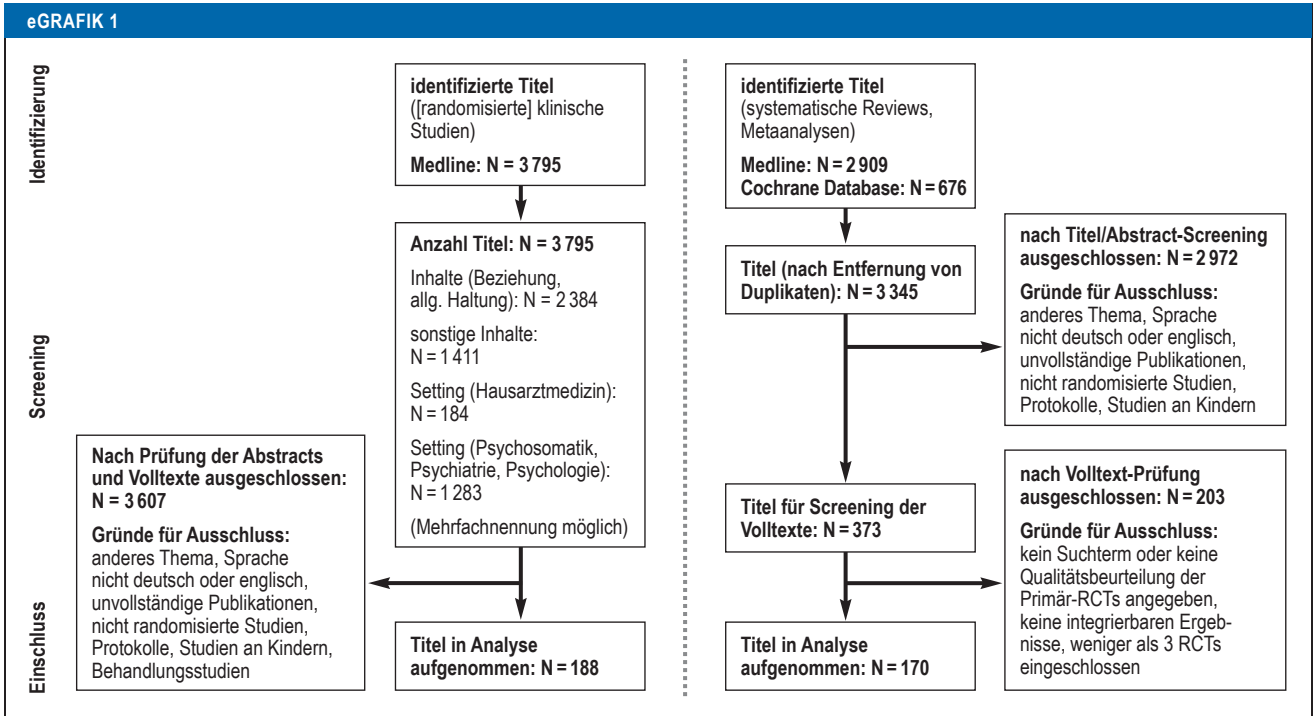 eGRAFIK 1
Identifizierung
Screening
Einschluss
identifizierte Titel
([randomisierte] klinische
Studien)
Medline: N = 3 795
Anzahl Titel: N = 3 795
Inhalte (Beziehung,
allg. Haltung): N = 2 384
sonstige Inhalte:
N = 1 411
Setting (Hausarztmedizin):
N = 184
Setting (Psychosomatik,
Psychiatrie, Psychologie):
N = 1 283
(Mehrfachnennung möglich)
Nach Prüfung der Abstracts
und Volltexte ausgeschlossen:
N = 3 607
Gründe für Ausschluss:
anderes Thema, Sprache
nicht deutsch oder englisch,
unvollständige Publikationen,
nicht randomisierte Studien,
Protokolle, Studien an Kindern,
Behandlungsstudien
Titel in Analyse
aufgenommen: N = 188
identifizierte Titel
(systematische Reviews,
Metaanalysen)
Medline: N = 2 909
Cochrane Database: N = 676
Titel (nach Entfernung von
Duplikaten): N = 3 345
nach Titel/Abstract-Screening
ausgeschlossen: N = 2 972
Gründe für Ausschluss:
anderes Thema, Sprache
nicht deutsch oder englisch,
unvollständige Publikationen,
nicht randomisierte Studien,
Protokolle, Studien an Kindern
Titel für Screening der
Volltexte: N = 373
nach Volltext-Prüfung
ausgeschlossen: N = 203
Gründe für Ausschluss:
kein Suchterm oder keine
Qualitätsbeurteilung der
Primär-RCTs angegeben,
keine integrierbaren Ergeb-
nisse, weniger als 3 RCTs
eingeschlossen
Titel in Analyse
aufgenommen: N = 170